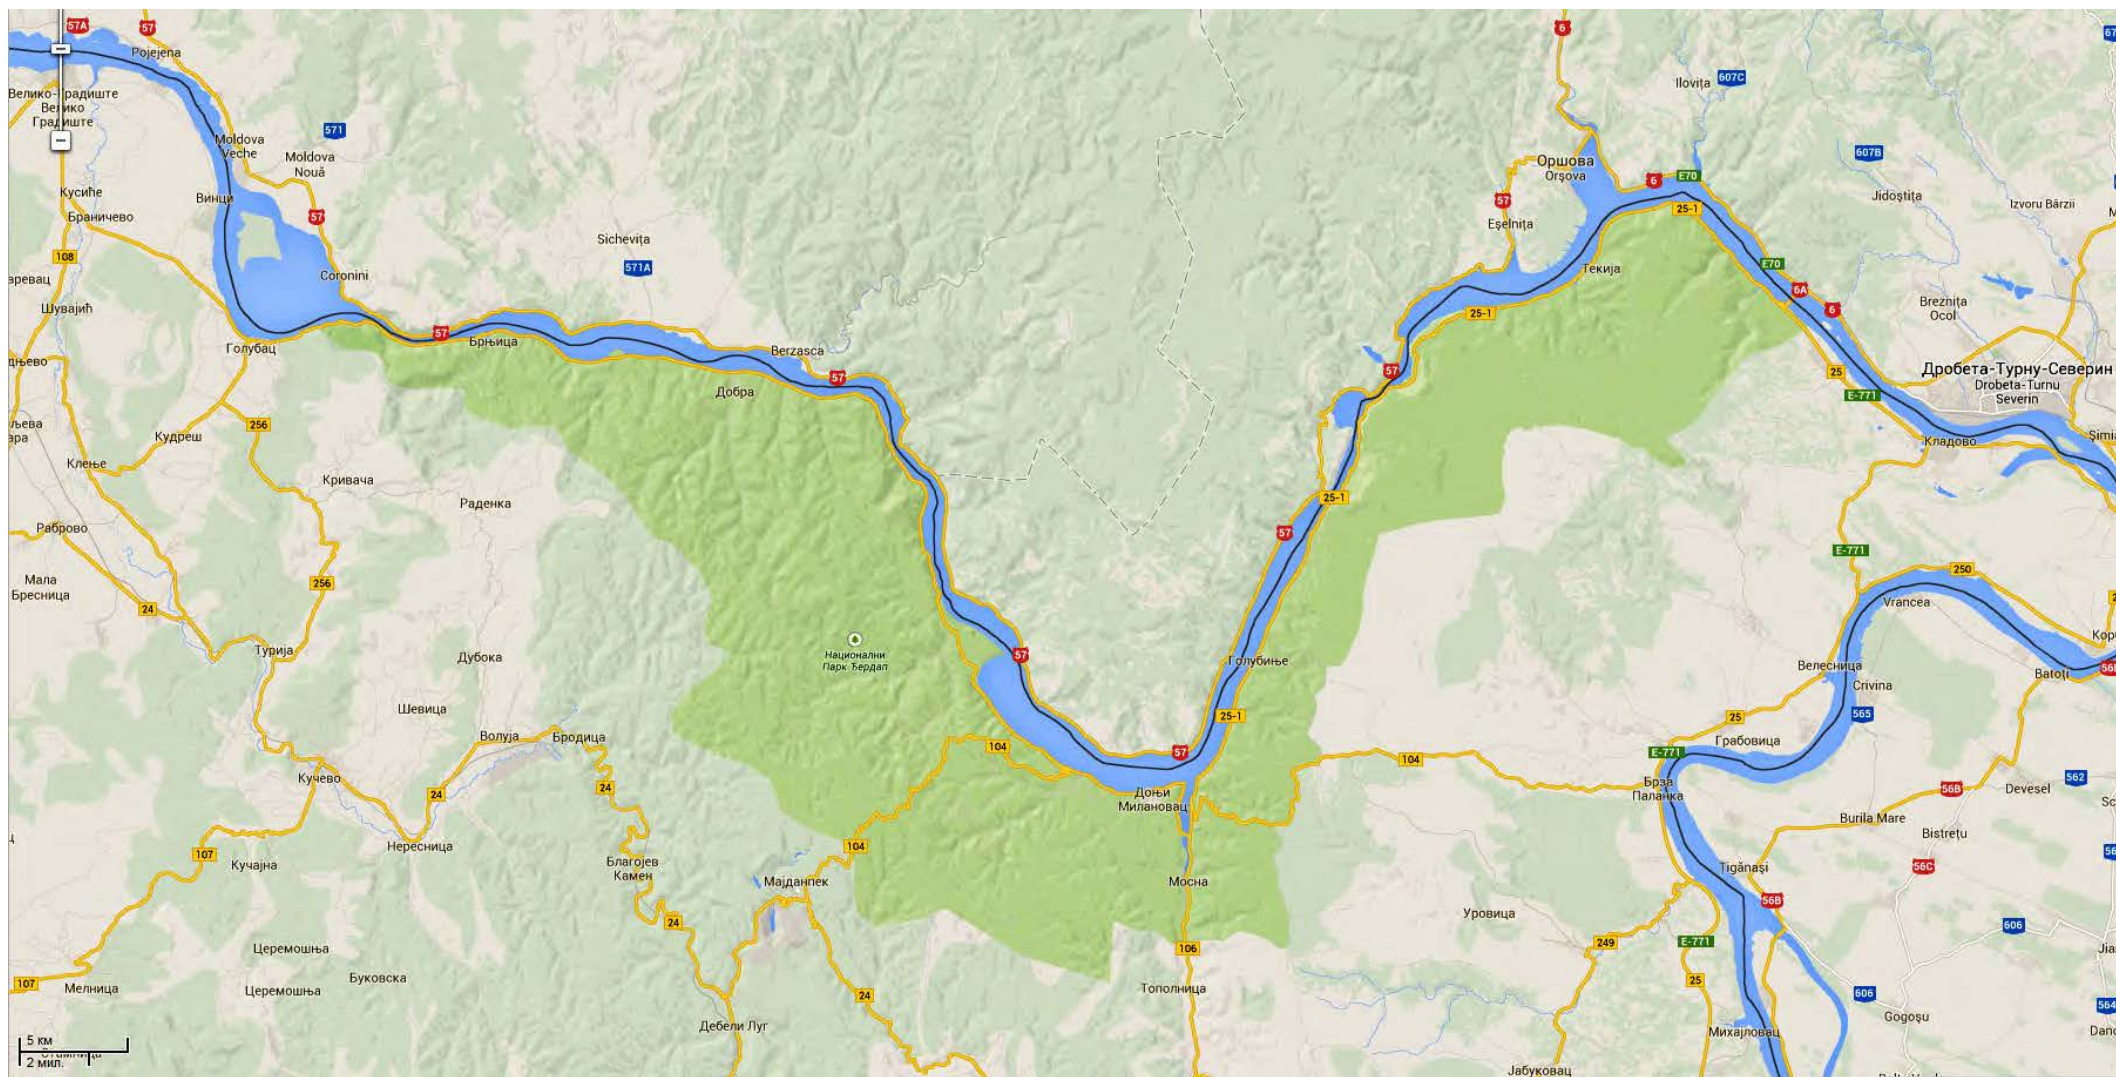 57A
57
6
Pojejena
Ilovița
607C
Велико-Градиште
Велико
Градиште
571
Moldova
Veche
Moldova
Nouă
607B
Оршова
Orșova
6
E70
Кусиће
Винци
57
57
25-1
Jidoștița
Izvoru Bârzii
Браничево
Eșelnița
Sichevița
108
571A
E70
Текија
Coronini
6A
Шувајић
25-1
6
Breznița
Ocol
57
Голубац
Брњица
Berzasca
57
57
25
Дробета-Турну-Северин
Drobeta-Turnu
Severin
Добра
E-771
256
Кудреш
Кладово
Клење
Кривача
25-1
Раденка
Раброво
57
E-771
Мала
Бресница
256
250
24
Vrancea
Национални
Парк Ђердап
57
Турија
Дубока
Голубиње
Велесница
Batoți
Crivina
Шевица
25-1
25
565
Волуја
Бродица
104
57
E-771
Грабовица
104
Кучево
24
24
Доњи
Милановац
Брза
Паланка
56B
Devesel
562
Burila Mare
Bistrețu
107
Нересница
104
Кучајна
Благојев
Камен
Мајданпек
Мосна
Țigănași
56C
56B
24
Уровица
Церемошња
106
249
E-771
606
107
Мелница
Буковска
Церемошња
24
Тополница
25
606
Gogoșu
564
Дебели Луг
Михајловац
5 км
2 мил.
Јабуковац